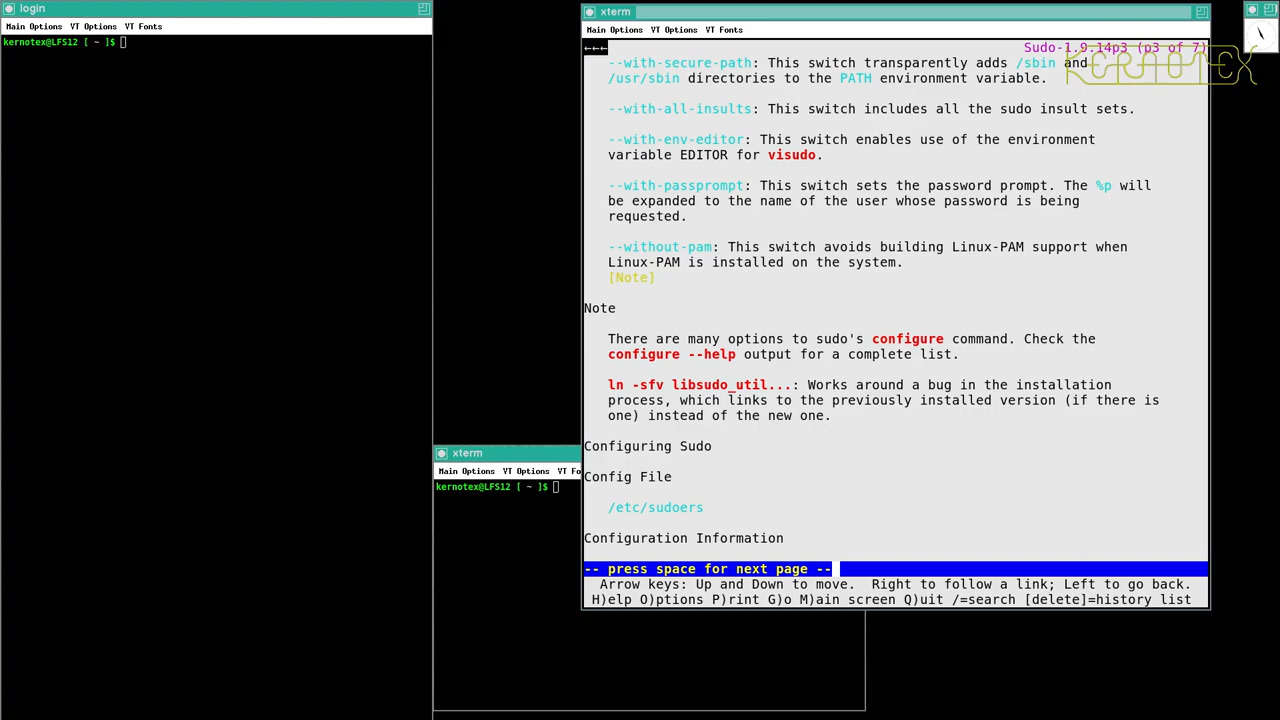 login
Main Options VT Options VT Fonts
kernotex@LFS12 [ ~ ]$
xterm
Main Options VT Options VT Fonts
←←← Sudo-1.9.14p3 (p3 of 7)
KERNOTEX
--with-secure-path: This switch transparently adds /sbin and
/usr/sbin directories to the PATH environment variable.
--with-all-insults: This switch includes all the sudo insult sets.
--with-env-editor: This switch enables use of the environment
variable EDITOR for visudo.
--with-passprompt: This switch sets the password prompt. The %p will
be expanded to the name of the user whose password is being
requested.
--without-pam: This switch avoids building Linux-PAM support when
Linux-PAM is installed on the system.
[Note]
Note
There are many options to sudo's configure command. Check the
configure --help output for a complete list.
ln -sfv libsudo_util...: Works around a bug in the installation
process, which links to the previously installed version (if there is
one) instead of the new one.
Configuring Sudo
Config File
/etc/sudoers
Configuration Information
-- press space for next page --
Arrow keys: Up and Down to move. Right to follow a link; Left to go back.
H)elp O)ptions P)rint G)o M)ain screen Q)uit /=search [delete]=history list
xterm
Main Options VT Options VT Fo
kernotex@LFS12 [ ~ ]$